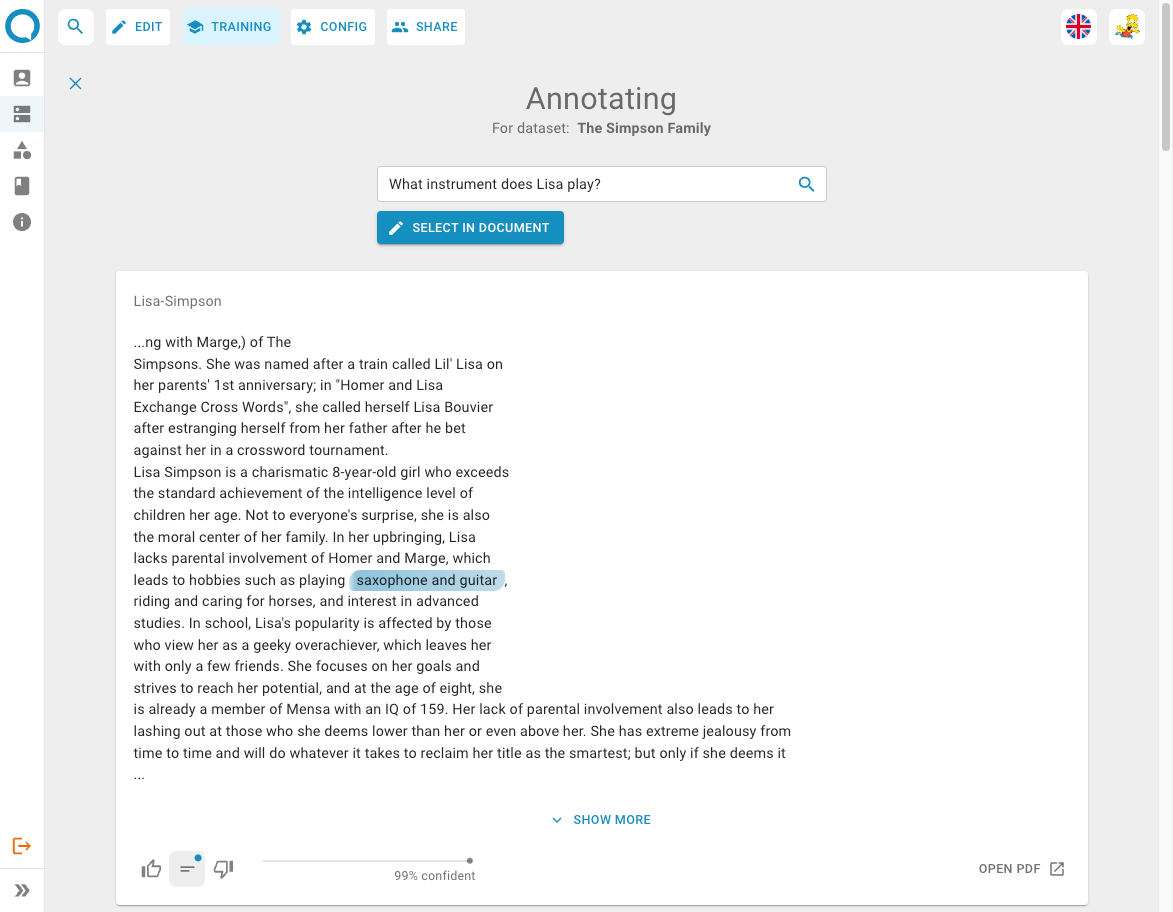 EDIT
TRAINING
CONFIG
SHARE
Annotating
For dataset: The Simpson Family
What instrument does Lisa play?
SELECT IN DOCUMENT
Lisa-Simpson
...ng with Marge,) of The
Simpsons. She was named after a train called Lil' Lisa on
her parents' 1st anniversary; in "Homer and Lisa
Exchange Cross Words", she called herself Lisa Bouvier
after estranging herself from her father after he bet
against her in a crossword tournament.
Lisa Simpson is a charismatic 8-year-old girl who exceeds
the standard achievement of the intelligence level of
children her age. Not to everyone's surprise, she is also
the moral center of her family. In her upbringing, Lisa
lacks parental involvement of Homer and Marge, which
leads to hobbies such as playing saxophone and guitar ,
riding and caring for horses, and interest in advanced
studies. In school, Lisa's popularity is affected by those
who view her as a geeky overachiever, which leaves her
with only a few friends. She focuses on her goals and
strives to reach her potential, and at the age of eight, she
is already a member of Mensa with an IQ of 159. Her lack of parental involvement also leads to her
lashing out at those who she deems lower than her or even above her. She has extreme jealousy from
time to time and will do whatever it takes to reclaim her title as the smartest; but only if she deems it
...
SHOW MORE
99% confident
OPEN PDF